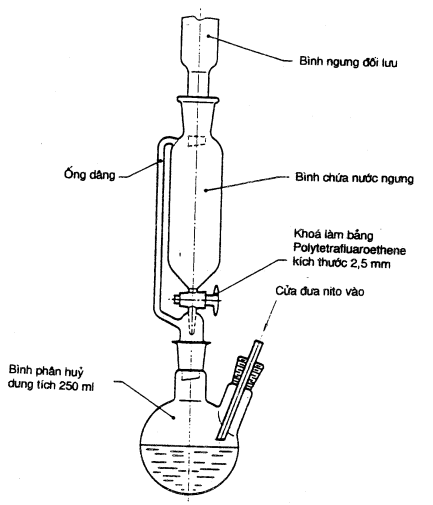 Bình ngưng đối lưu
Ống dâng
Bình chứa nước ngưng
Khoá làm bằng
Polytetrafluaroethene
kích thước 2,5 mm
Cửa đưa nito vào
Bình phân huỷ
dung tích 250 ml